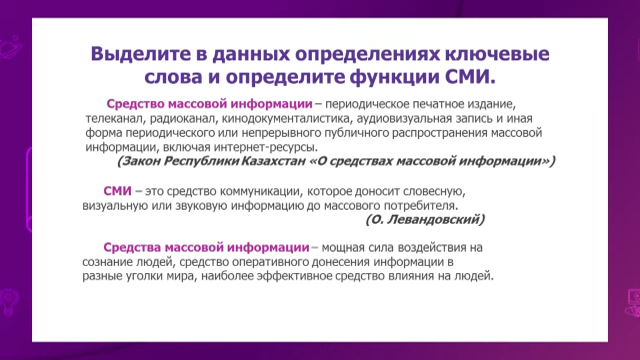 Выделите в данных определениях ключевые
слова и определите функции СМИ.
Средство массовой информации – периодическое печатное издание,
телеканал, радиоканал, кинодокументалистика, аудиовизуальная запись и иная
форма периодического или непрерывного публичного распространения массовой
информации, включая интернет-ресурсы.
(Закон Республики Казахстан «О средствах массовой информации»)
СМИ – это средство коммуникации, которое доносит словесную,
визуальную или звуковую информацию до массового потребителя.
(О. Левандовский)
Средства массовой информации – мощная сила воздействия на
сознание людей, средство оперативного донесения информации в
разные уголки мира, наиболее эффективное средство влияния на людей.